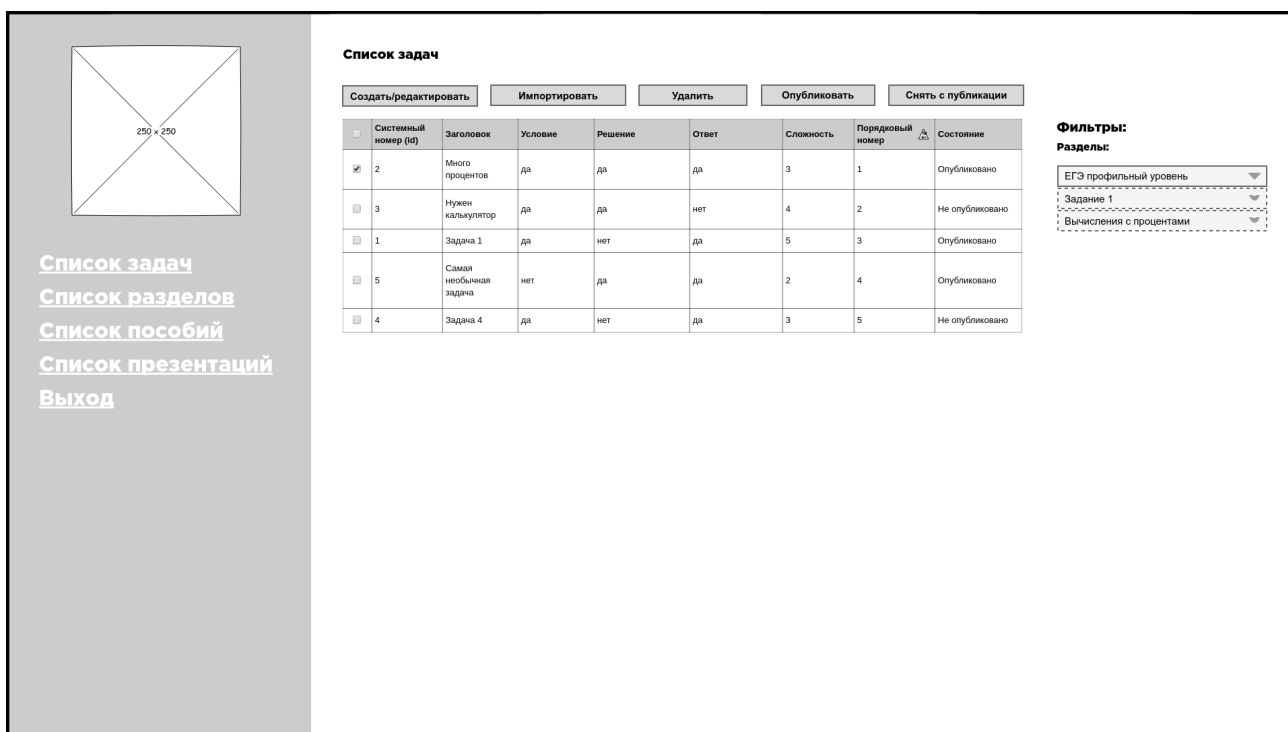 250 × 250
Список задач
Список разделов
Список пособий
Список презентаций
Выход
Список задач
Создать/редактировать Импортировать Удалить Опубликовать Снять с публикации
Системный номер (id) Заголовок Условие Решение Ответ Сложность Порядковый номер Состояние
2 Много процентов да да да 3 1 Опубликовано
3 Нужен калькулятор да да нет 4 2 Не опубликовано
1 Задача 1 да нет да 5 3 Опубликовано
5 Самая необычная задача нет да да 2 4 Опубликовано
4 Задача 4 да нет да 3 5 Не опубликовано
Фильтры:
Разделы:
ЕГЭ профильный уровень
Задание 1
Вычисления с процентами